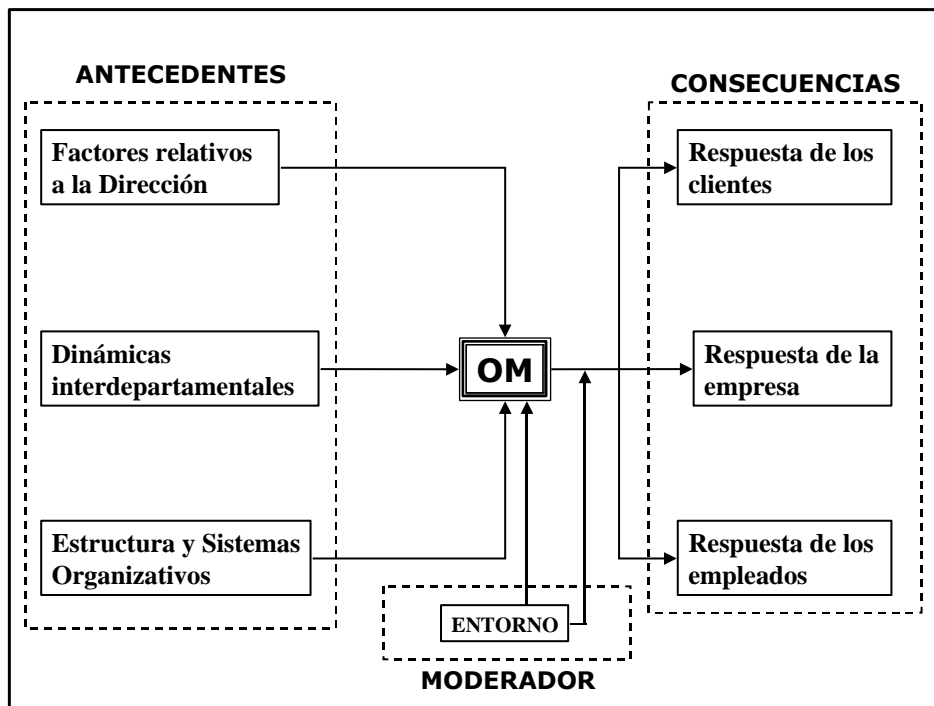 ANTECEDENTES
Factores relativos
a la Dirección
Dinámicas
interdepartamentales
Estructura y Sistemas
Organizativos
OM
ENTORNO
MODERADOR
CONSECUENCIAS
Respuesta de los
clientes
Respuesta de la
empresa
Respuesta de los
empleados